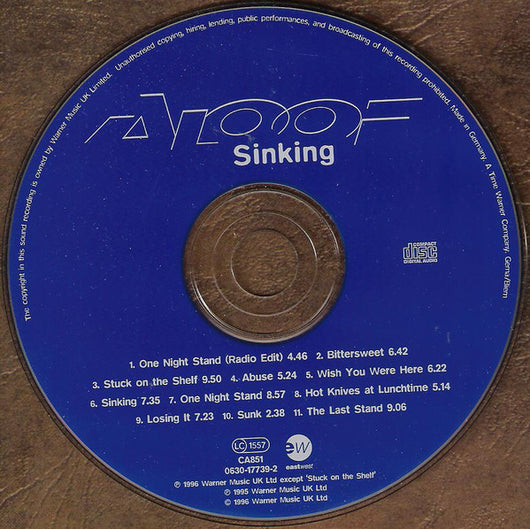 The copyright in this sound recording is owned by Warner Music UK Limited. Unauthorised copying, hiring, lending, public performances, and broadcasting of this recording prohibited. Made in Germany. A Time Warner Company. Gema/Biem
ALOOF
Sinking
COMPACT
disc
DIGITAL AUDIO
1. One Night Stand (Radio Edit) 4.46 2. Bittersweet 6.42
3. Stuck on the Shelf 9.50 4. Abuse 5.24 5. Wish You Were Here 6.22
6. Sinking 7.35 7. One Night Stand 8.57 8. Hot Knives at Lunchtime 5.14
9. Losing It 7.23 10. Sunk 2.38 11. The Last Stand 9.06
LC 1557
CA851
0630-17739-2
ew
eastwest
℗ 1996 Warner Music UK Ltd except 'Stuck on the Shelf'
℗ 1995 Warner Music UK Ltd
© 1996 Warner Music UK Ltd